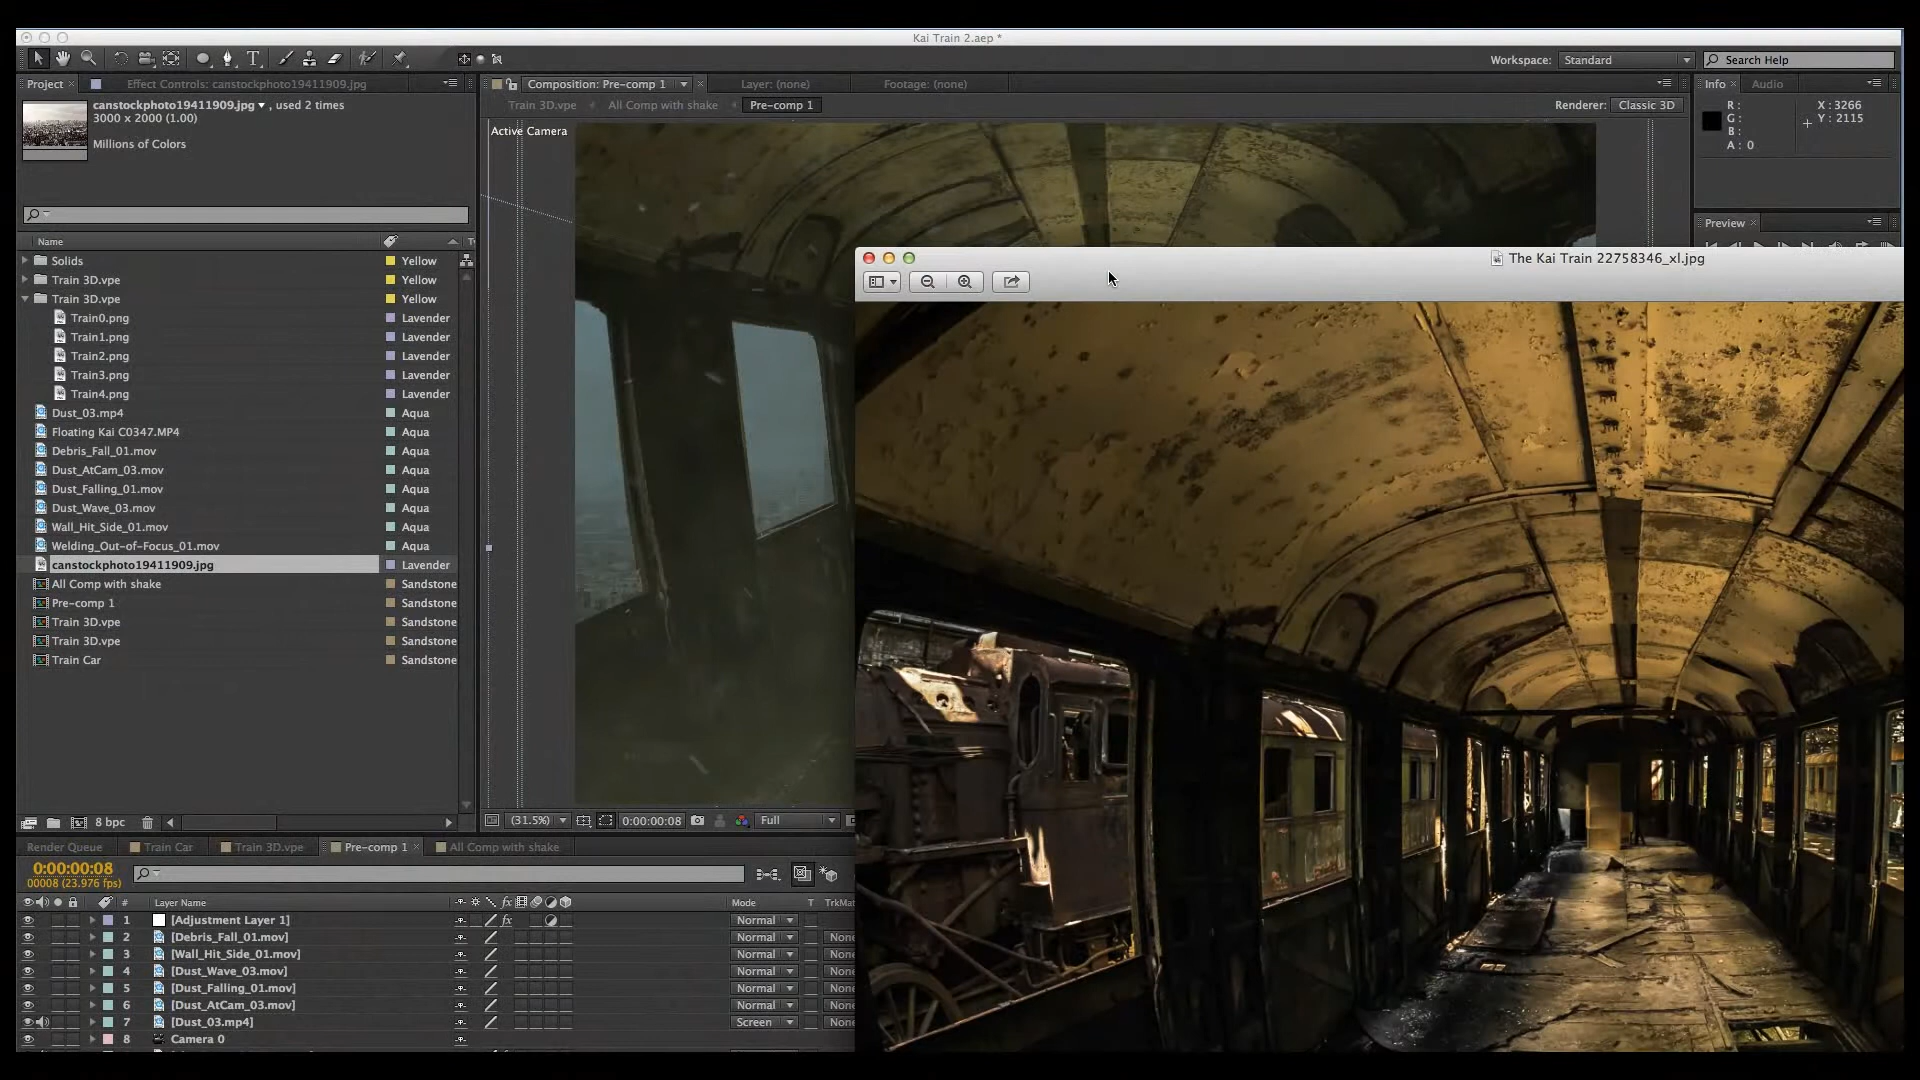 Kai Train 2.aep *
Workspace: Standard Search Help
Project Effect Controls: canstockphoto19411909.jpg
Composition: Pre-comp 1 Layer: (none) Footage: (none)
Info Audio
canstockphoto19411909.jpg , used 2 times
3000 x 2000 (1.00)
Millions of Colors
Train 3D.vpe All Comp with shake Pre-comp 1
Renderer: Classic 3D
R :
G :
B :
A : 0
X : 3266
Y : 2115
Active Camera
Preview
Name T
Solids Yellow
Train 3D.vpe Yellow
Train 3D.vpe Yellow
Train0.png Lavender
Train1.png Lavender
Train2.png Lavender
Train3.png Lavender
Train4.png Lavender
Dust_03.mp4 Aqua
Floating Kai C0347.MP4 Aqua
Debris_Fall_01.mov Aqua
Dust_AtCam_03.mov Aqua
Dust_Falling_01.mov Aqua
Dust_Wave_03.mov Aqua
Wall_Hit_Side_01.mov Aqua
Welding_Out-of-Focus_01.mov Aqua
canstockphoto19411909.jpg Lavender
All Comp with shake Sandstone
Pre-comp 1 Sandstone
Train 3D.vpe Sandstone
Train 3D.vpe Sandstone
Train Car Sandstone
The Kai Train 22758346_xl.jpg
8 bpc
(31.5%) 0:00:00:08 Full
Render Queue Train Car Train 3D.vpe Pre-comp 1 All Comp with shake
0:00:00:08
00008 (23.976 fps)
# Layer Name fx Mode T TrkMat
1 [Adjustment Layer 1] fx Normal
2 [Debris_Fall_01.mov] Normal None
3 [Wall_Hit_Side_01.mov] Normal None
4 [Dust_Wave_03.mov] Normal None
5 [Dust_Falling_01.mov] Normal None
6 [Dust_AtCam_03.mov] Normal None
7 [Dust_03.mp4] Screen None
8 Camera 0